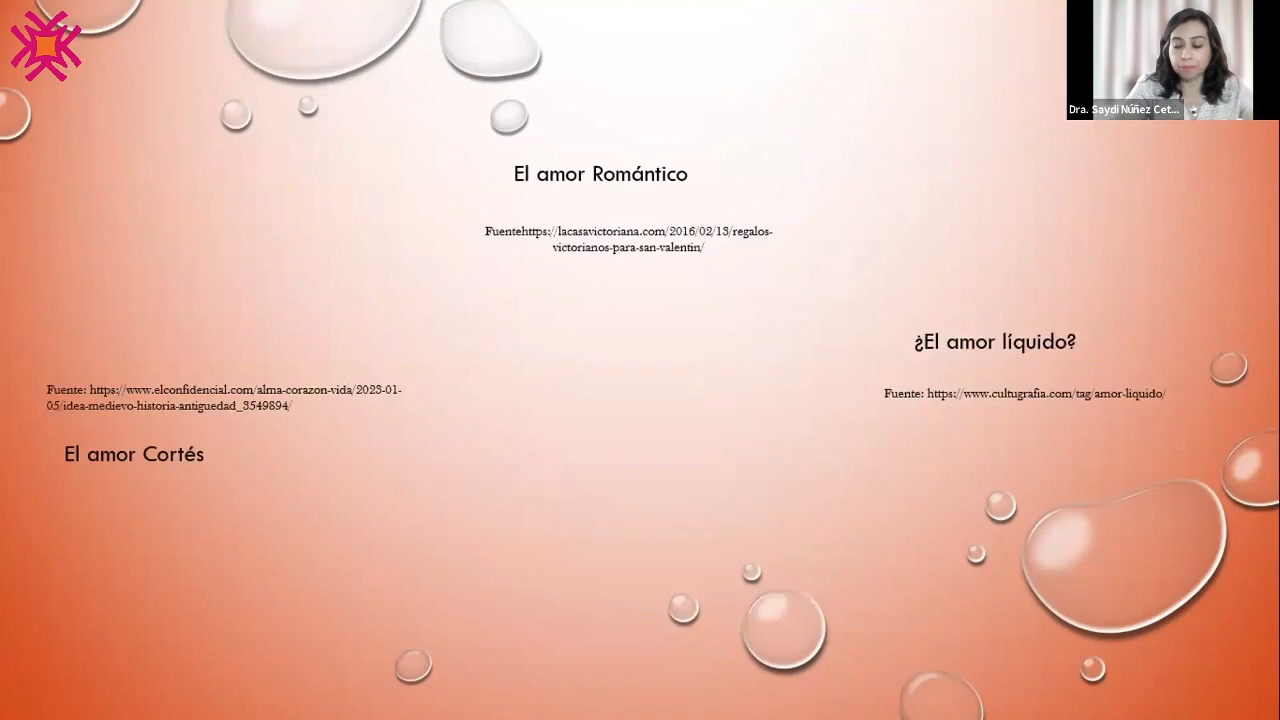 Dra. Saydi Núñez Cet...
El amor Romántico
Fuentehttps://lacasavictoriana.com/2016/02/13/regalos-
victorianos-para-san-valentin/
¿El amor líquido?
Fuente: https://www.cultugrafia.com/tag/amor-liquido/
Fuente: https://www.elconfidencial.com/alma-corazon-vida/2023-01-
05/idea-medievo-historia-antiguedad_3549894/
El amor Cortés